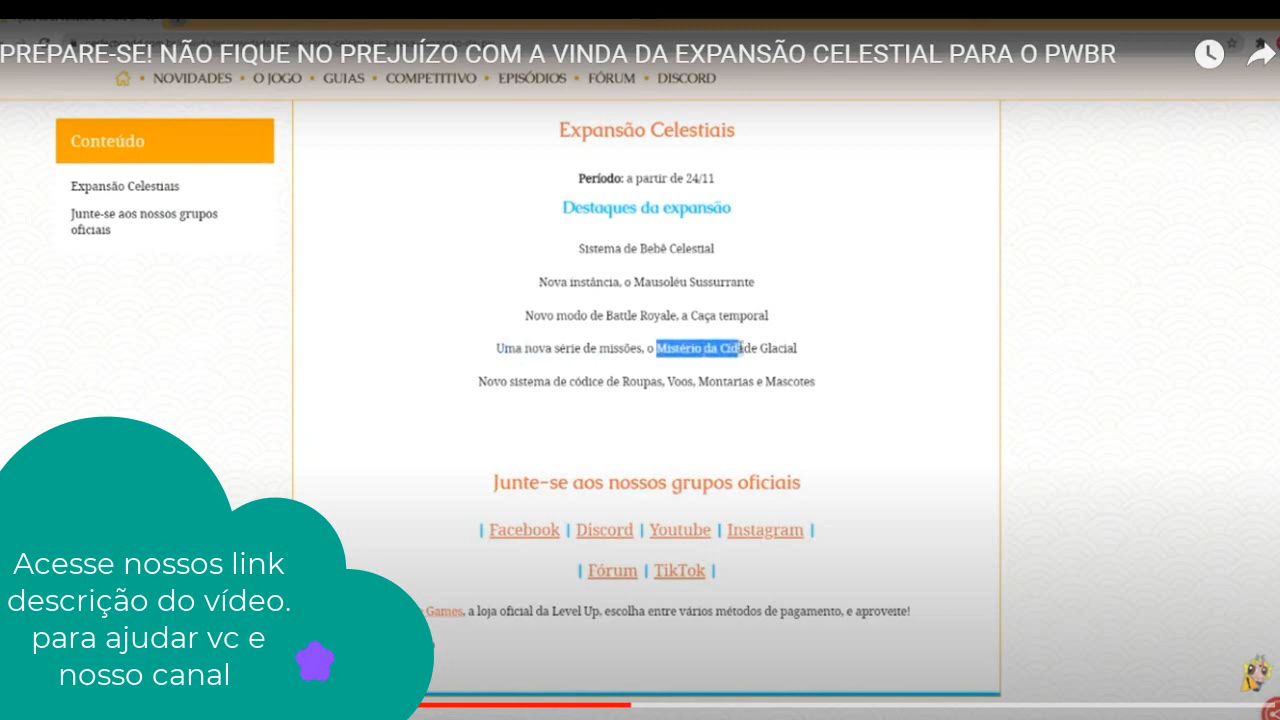 PREPARE-SE! NÃO FIQUE NO PREJUÍZO COM A VINDA DA EXPANSÃO CELESTIAL PARA O PWBR
NOVIDADES • O JOGO • GUIAS • COMPETITIVO • EPISÓDIOS • FÓRUM • DISCORD
Conteúdo
Expansão Celestiais
Junte-se aos nossos grupos
oficiais
Expansão Celestiais
Período: a partir de 24/11
Destaques da expansão
Sistema de Bebê Celestial
Nova instância, o Mausoléu Sussurrante
Novo modo de Battle Royale, a Caça temporal
Uma nova série de missões, o Mistério da Cidade Glacial
Novo sistema de códice de Roupas, Voos, Montarias e Mascotes
Junte-se aos nossos grupos oficiais
| Facebook | Discord | Youtube | Instagram |
| Fórum | TikTok |
Games, a loja oficial da Level Up, escolha entre vários métodos de pagamento, e aproveite!
Acesse nossos link
descrição do vídeo.
para ajudar vc e
nosso canal